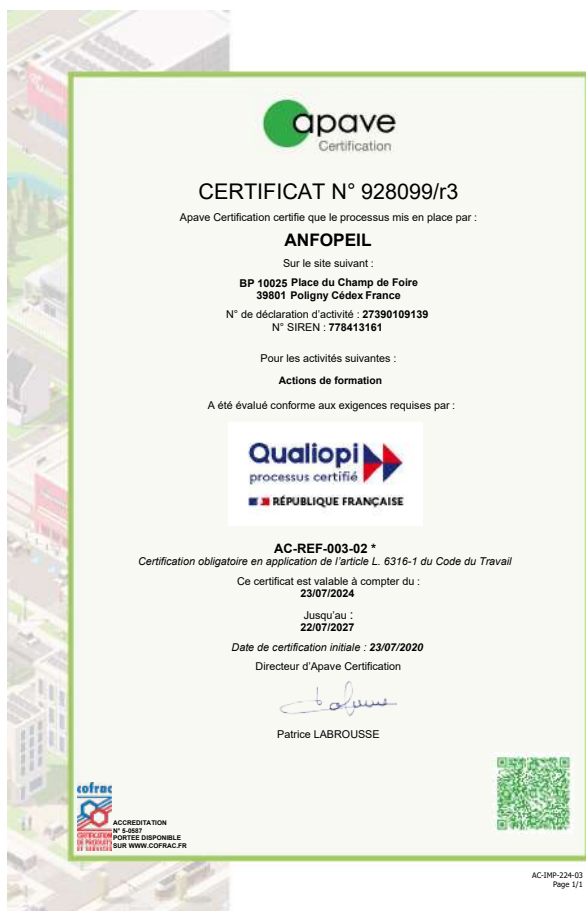 apave
Certification
CERTIFICAT N° 928099/r3
Apave Certification certifie que le processus mis en place par :
ANFOPEIL
Sur le site suivant :
BP 10025 Place du Champ de Foire
39801 Poligny Cédex France
N° de déclaration d'activité : 27390109139
N° SIREN : 778413161
Pour les activités suivantes :
Actions de formation
A été évalué conforme aux exigences requises par :
Qualiopi
processus certifié
RÉPUBLIQUE FRANÇAISE
AC-REF-003-02 *
Certification obligatoire en application de l'article L. 6316-1 du Code du Travail
Ce certificat est valable à compter du :
23/07/2024
Jusqu'au :
22/07/2027
Date de certification initiale : 23/07/2020
Directeur d'Apave Certification
Patrice LABROUSSE
cofrac
CERTIFICATION
DE PRODUITS
ET SERVICES
ACCREDITATION
N° 5-0587
PORTEE DISPONIBLE
SUR WWW.COFRAC.FR
AC-IMP-224-03
Page 1/1